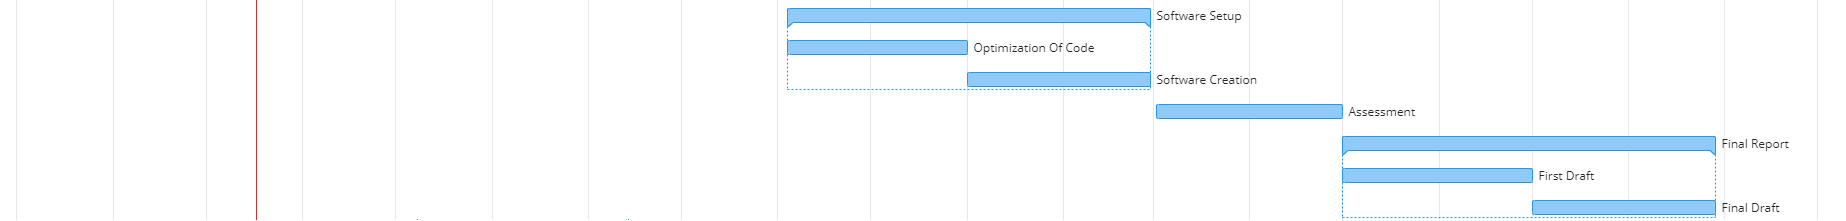 Software Setup
Optimization Of Code
Software Creation
Assessment
Final Report
First Draft
Final Draft